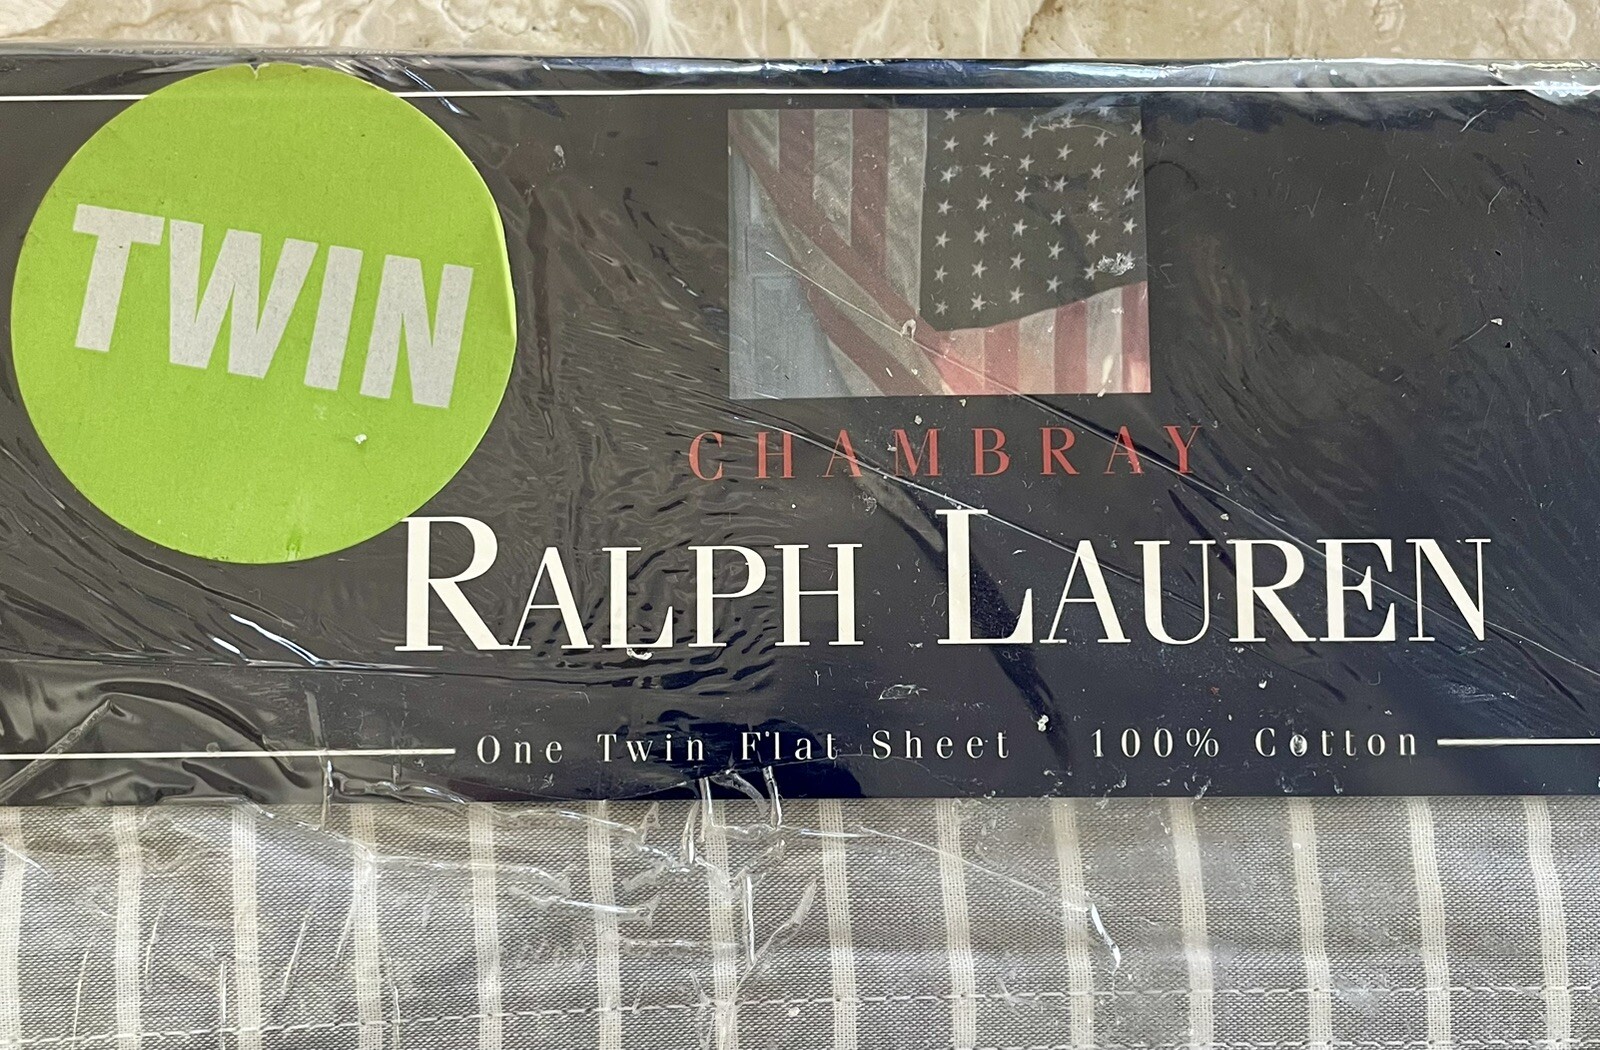 TWIN
CHAMBRAY
RALPH LAUREN
One Twin Flat Sheet 100% Cotton